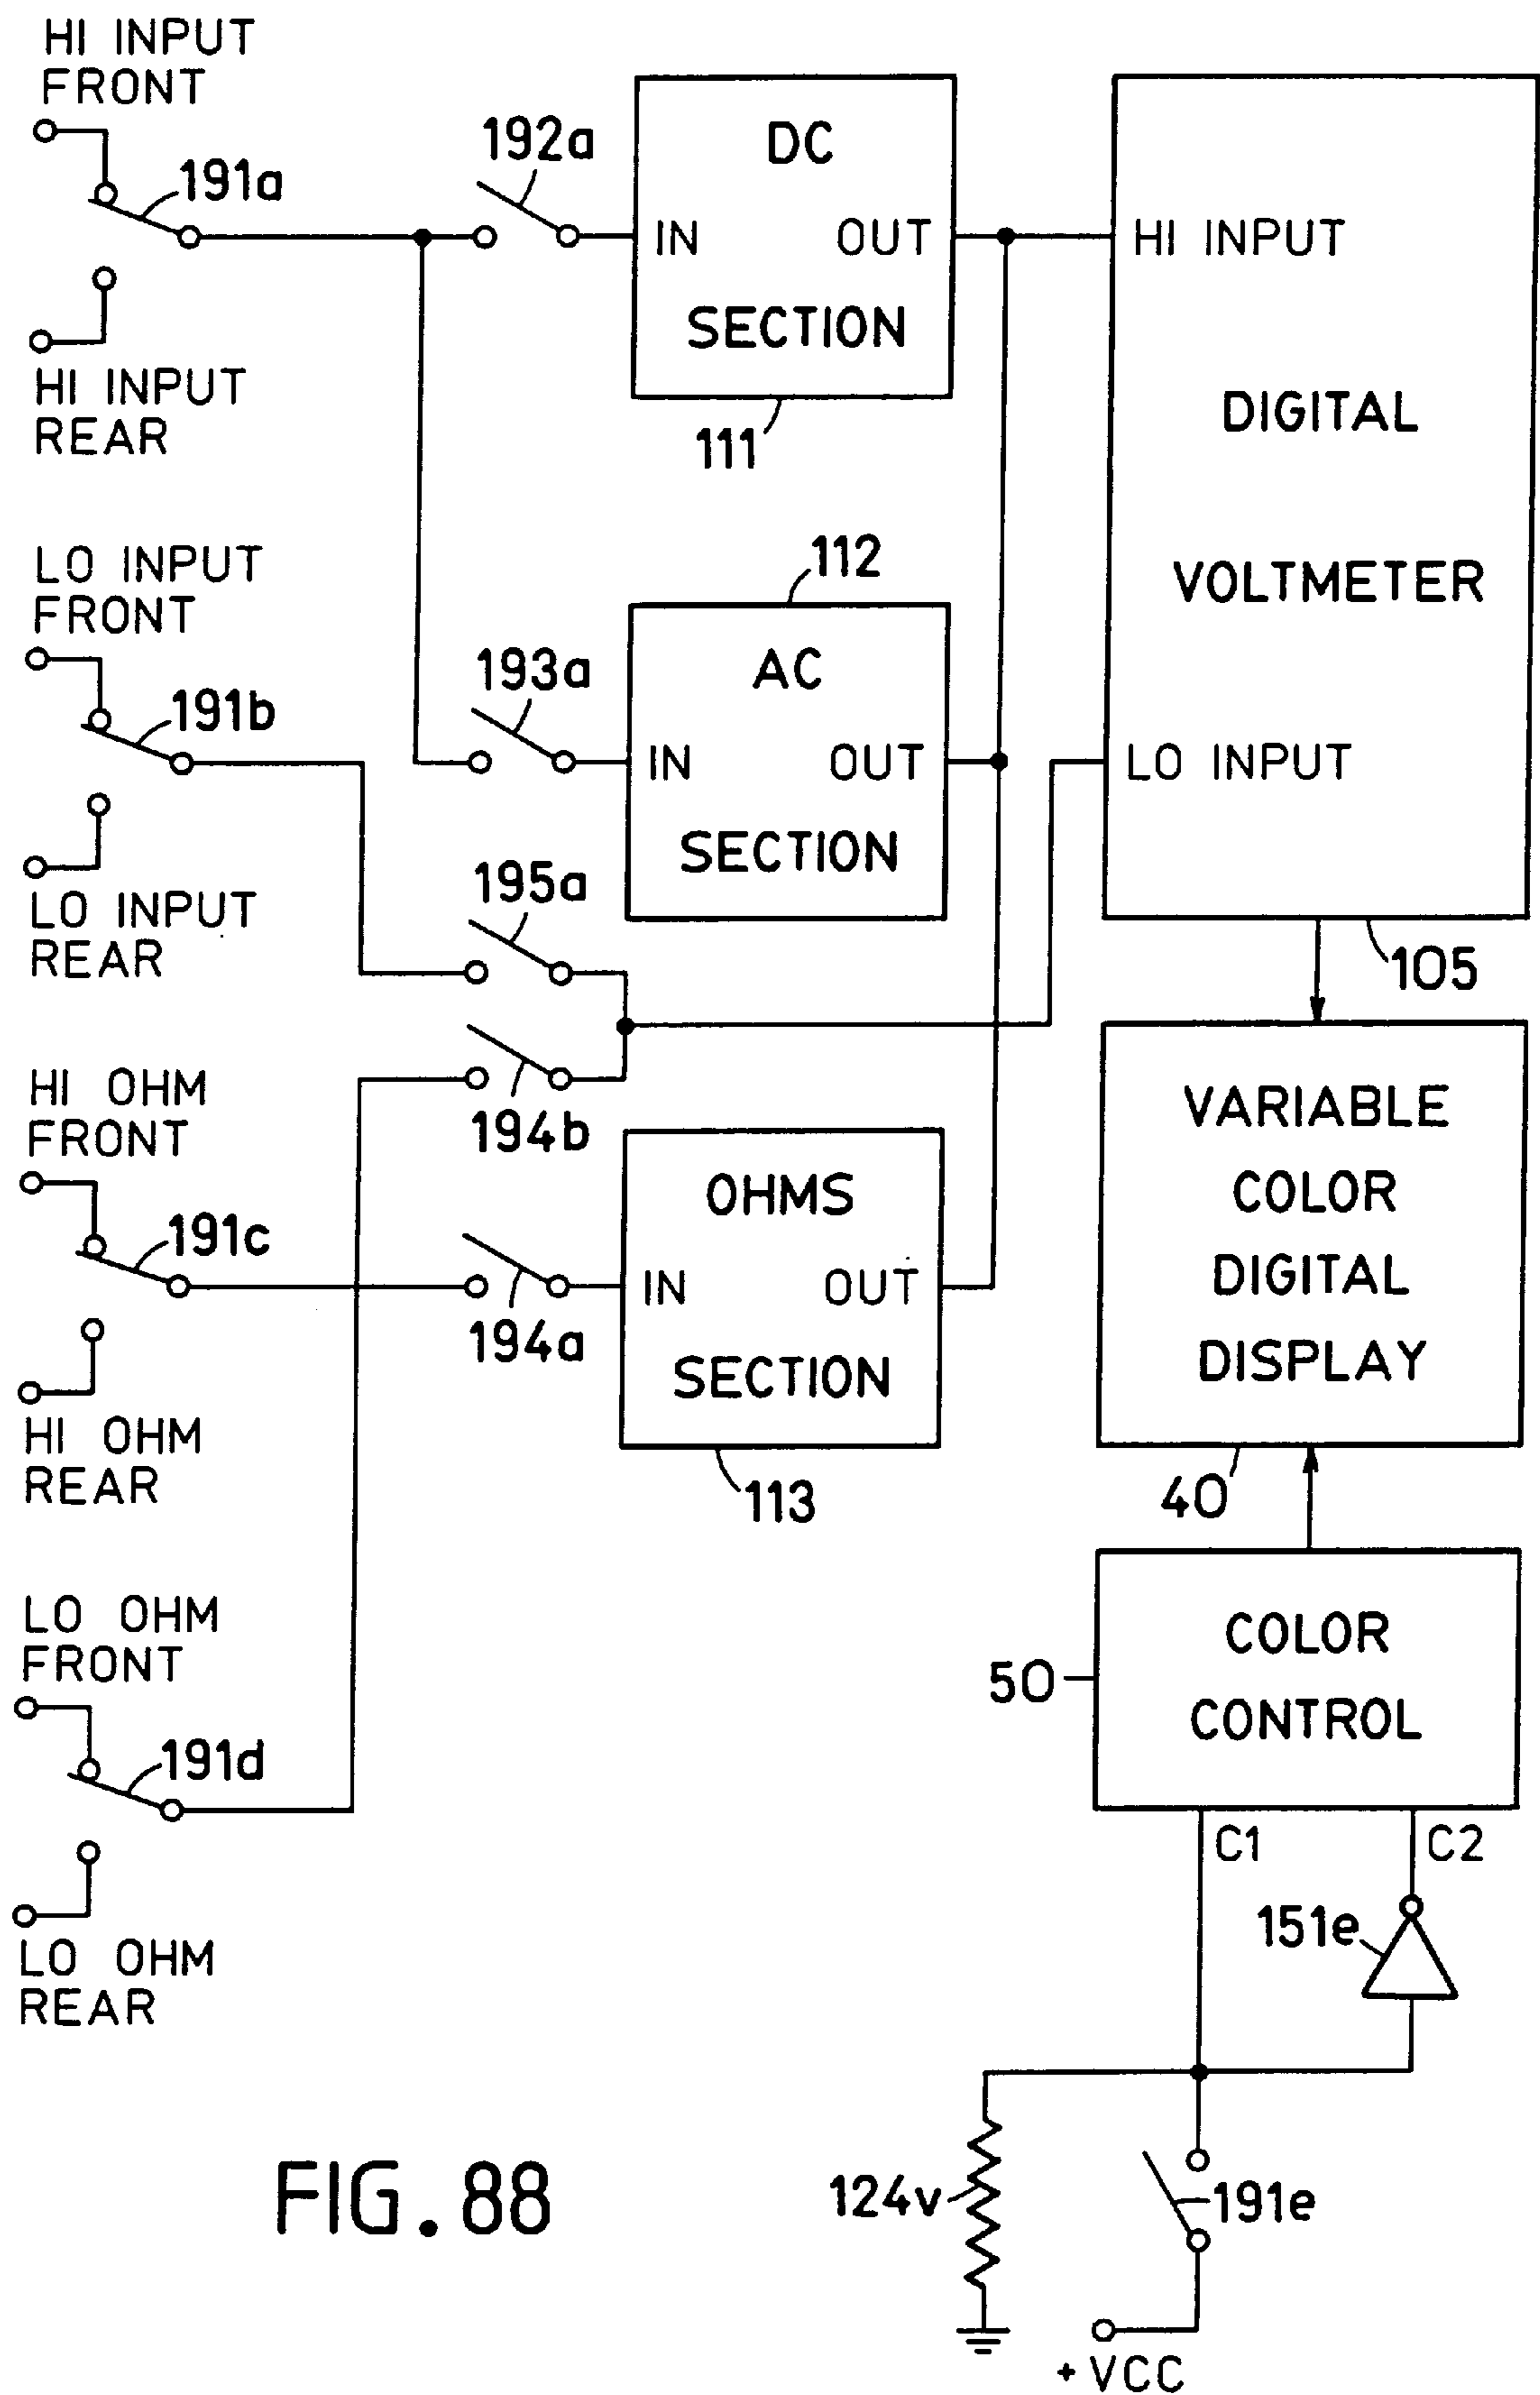 HI INPUT
FRONT
191a
HI INPUT
REAR
192a
DC
IN OUT
SECTION
111
HI INPUT
DIGITAL
VOLTMETER
LO INPUT
105
LO INPUT
FRONT
191b
LO INPUT
REAR
112
193a
AC
IN OUT
SECTION
195a
194b
HI OHM
FRONT
191c
HI OHM
REAR
194a
OHMS
IN OUT
SECTION
113
VARIABLE
COLOR
DIGITAL
DISPLAY
40
LO OHM
FRONT
191d
LO OHM
REAR
50
COLOR
CONTROL
C1 C2
151e
124v
191e
+VCC
FIG. 88